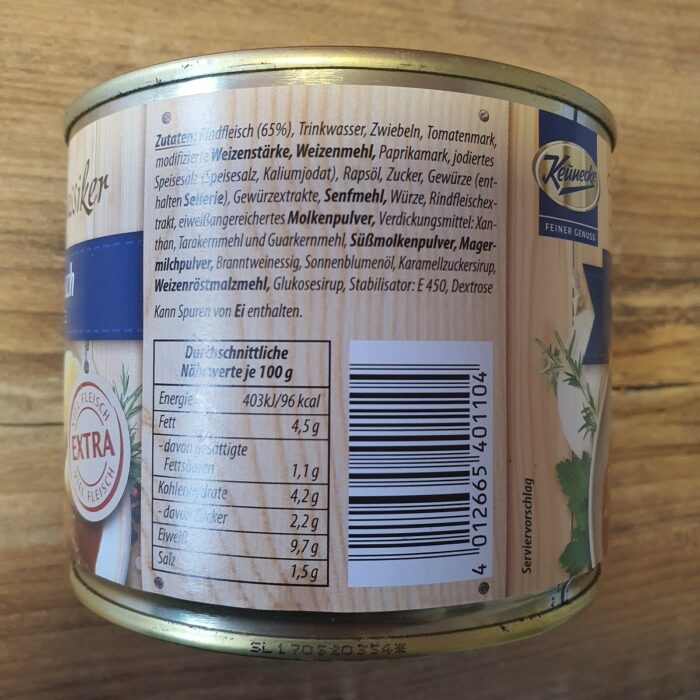 Zutaten: Rindfleisch (65%), Trinkwasser, Zwiebeln, Tomatenmark,
modifizierte Weizenstärke, Weizenmehl, Paprikamark, jodiertes
Speisesalz (Speisesalz, Kaliumjodat), Rapsöl, Zucker, Gewürze (ent-
halten Sellerie), Gewürzextrakte, Senfmehl, Würze, Rindfleischex-
trakt, eiweißangereichertes Molkenpulver, Verdickungsmittel: Xan-
than, Tarakernmehl und Guarkernmehl, Süßmolkenpulver, Mager-
milchpulver, Branntweinessig, Sonnenblumenöl, Karamellzuckersirup,
Weizenröstmalzmehl, Glukosesirup, Stabilisator: E 450, Dextrose
Kann Spuren von Ei enthalten.
Durchschnittliche
Nährwerte je 100 g
Energie 403kJ/96 kcal
Fett 4,5 g
- davon gesättigte
Fettsäuren 1,1 g
Kohlenhydrate 4,2 g
- davon Zucker 2,2 g
Eiweiß 9,7 g
Salz 1,5 g
4 012665 401104
Serviervorschlag
Keunecke
FEINER GENUSS
FLEISCH
EXTRA
VIEL FLEISCH